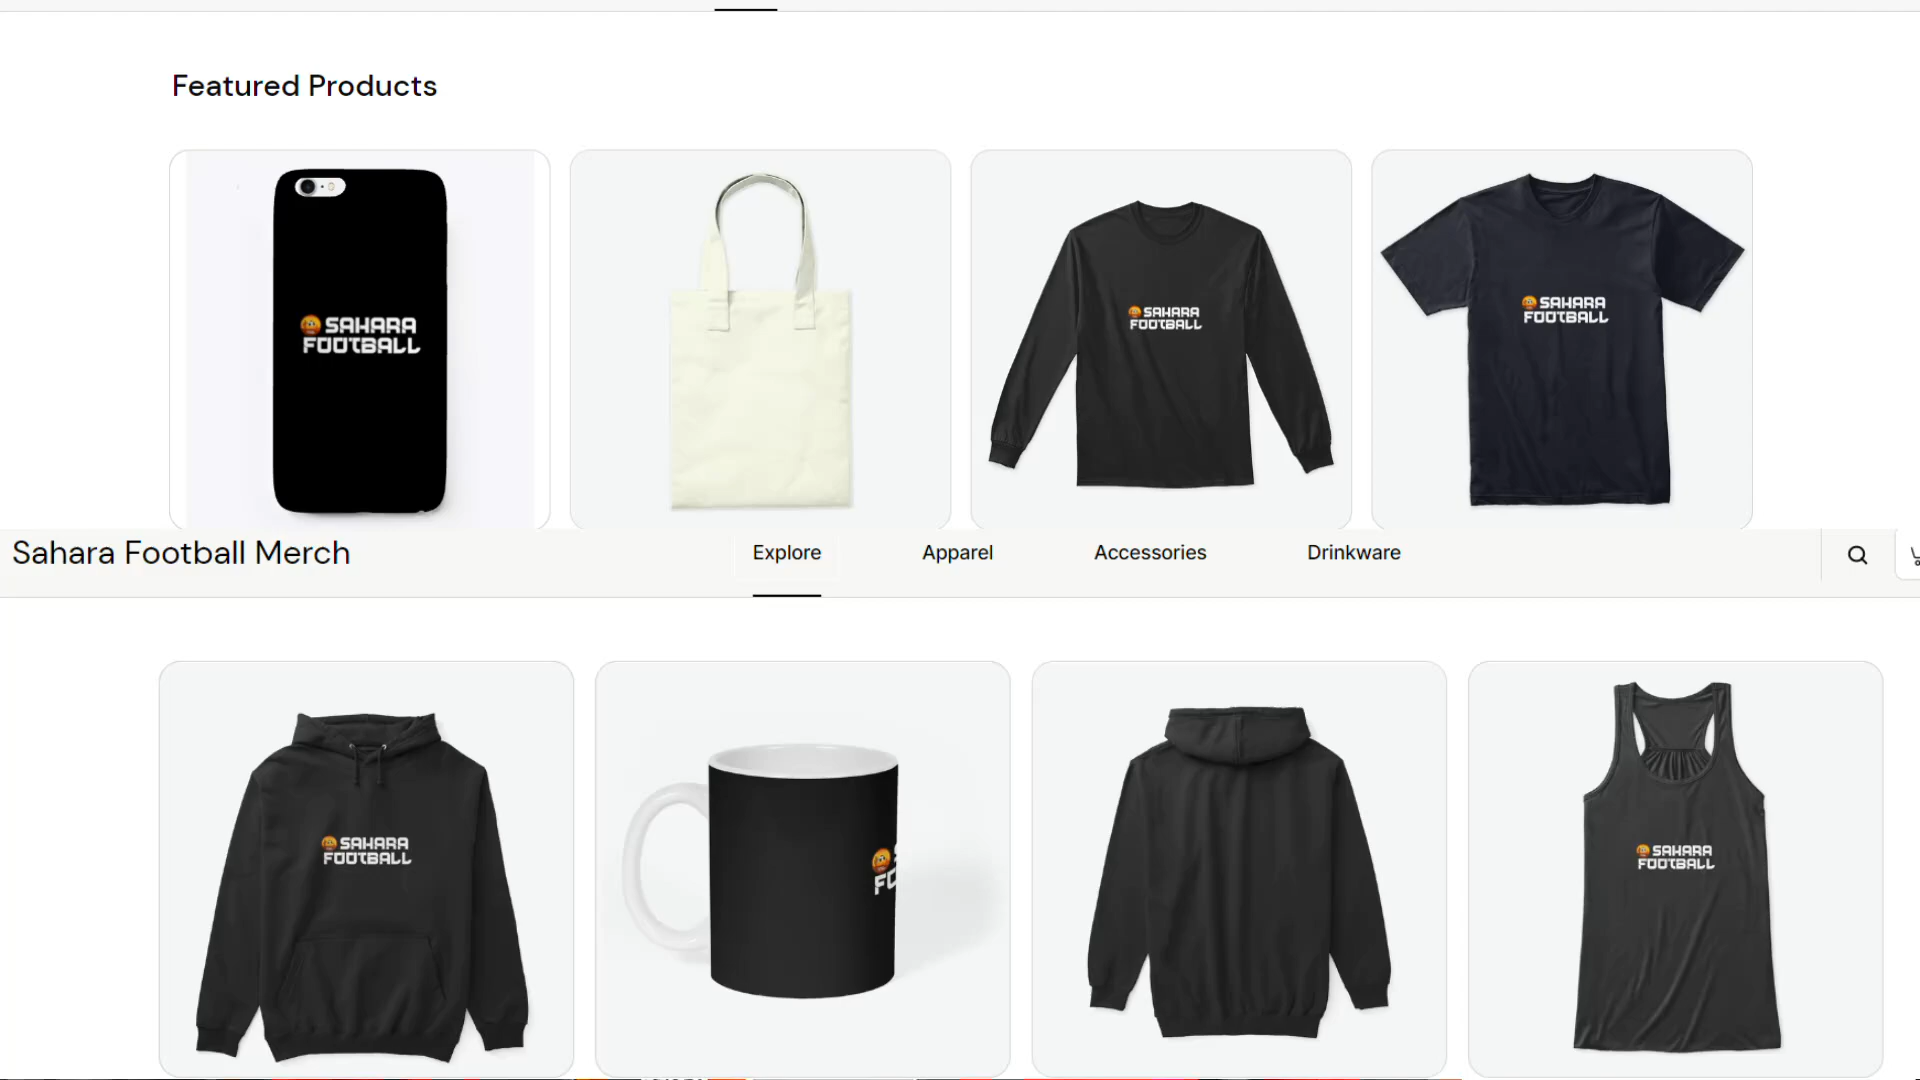 Featured Products
SAHARA
FOOTBALL
SAHARA
FOOTBALL
SAHARA
FOOTBALL
Sahara Football Merch
Explore
Apparel
Accessories
Drinkware
SAHARA
FOOTBALL
FO
SAHARA
FOOTBALL